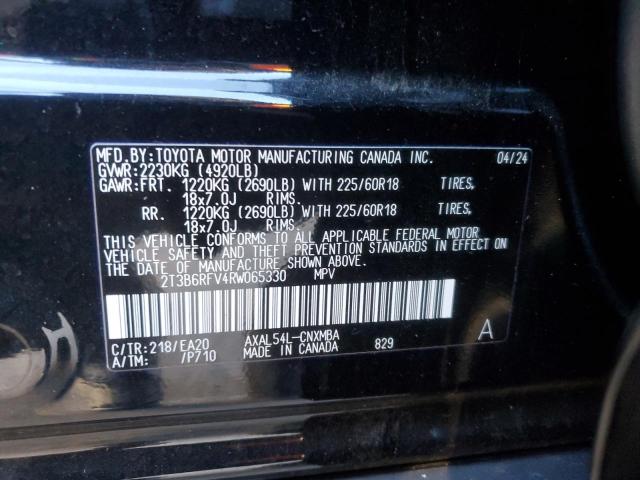 MFD.BY:TOYOTA MOTOR MANUFACTURING CANADA INC. 04/24
GVWR:2230KG (4920LB)
GAWR:FRT. 1220KG (2690LB) WITH 225/60R18 TIRES,
18x7.0J RIMS.
RR. 1220KG (2690LB) WITH 225/60R18 TIRES,
18x7.0J RIMS.
THIS VEHICLE CONFORMS TO ALL APPLICABLE FEDERAL MOTOR
VEHICLE SAFETY AND THEFT PREVENTION STANDARDS IN EFFECT ON
THE DATE OF MANUFACTURE SHOWN ABOVE.
2T3B6RFV4RW065330 MPV
C/TR:218/EA20 AXAL54L-CNXMBA 829 A
A/TM: /P710 MADE IN CANADA